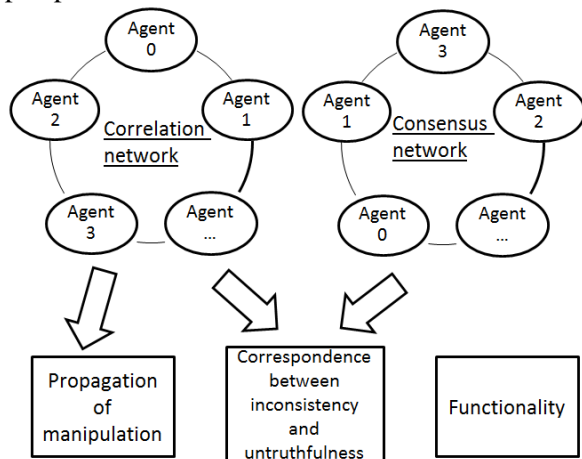 Agent
0
Agent
2
Agent
1
Correlation
network
Agent
3
Agent
...
Agent
3
Agent
1
Agent
2
Consensus
network
Agent
0
Agent
...
Propagation
of
manipulation
Correspondence
between
inconsistency
and
untruthfulness
Functionality